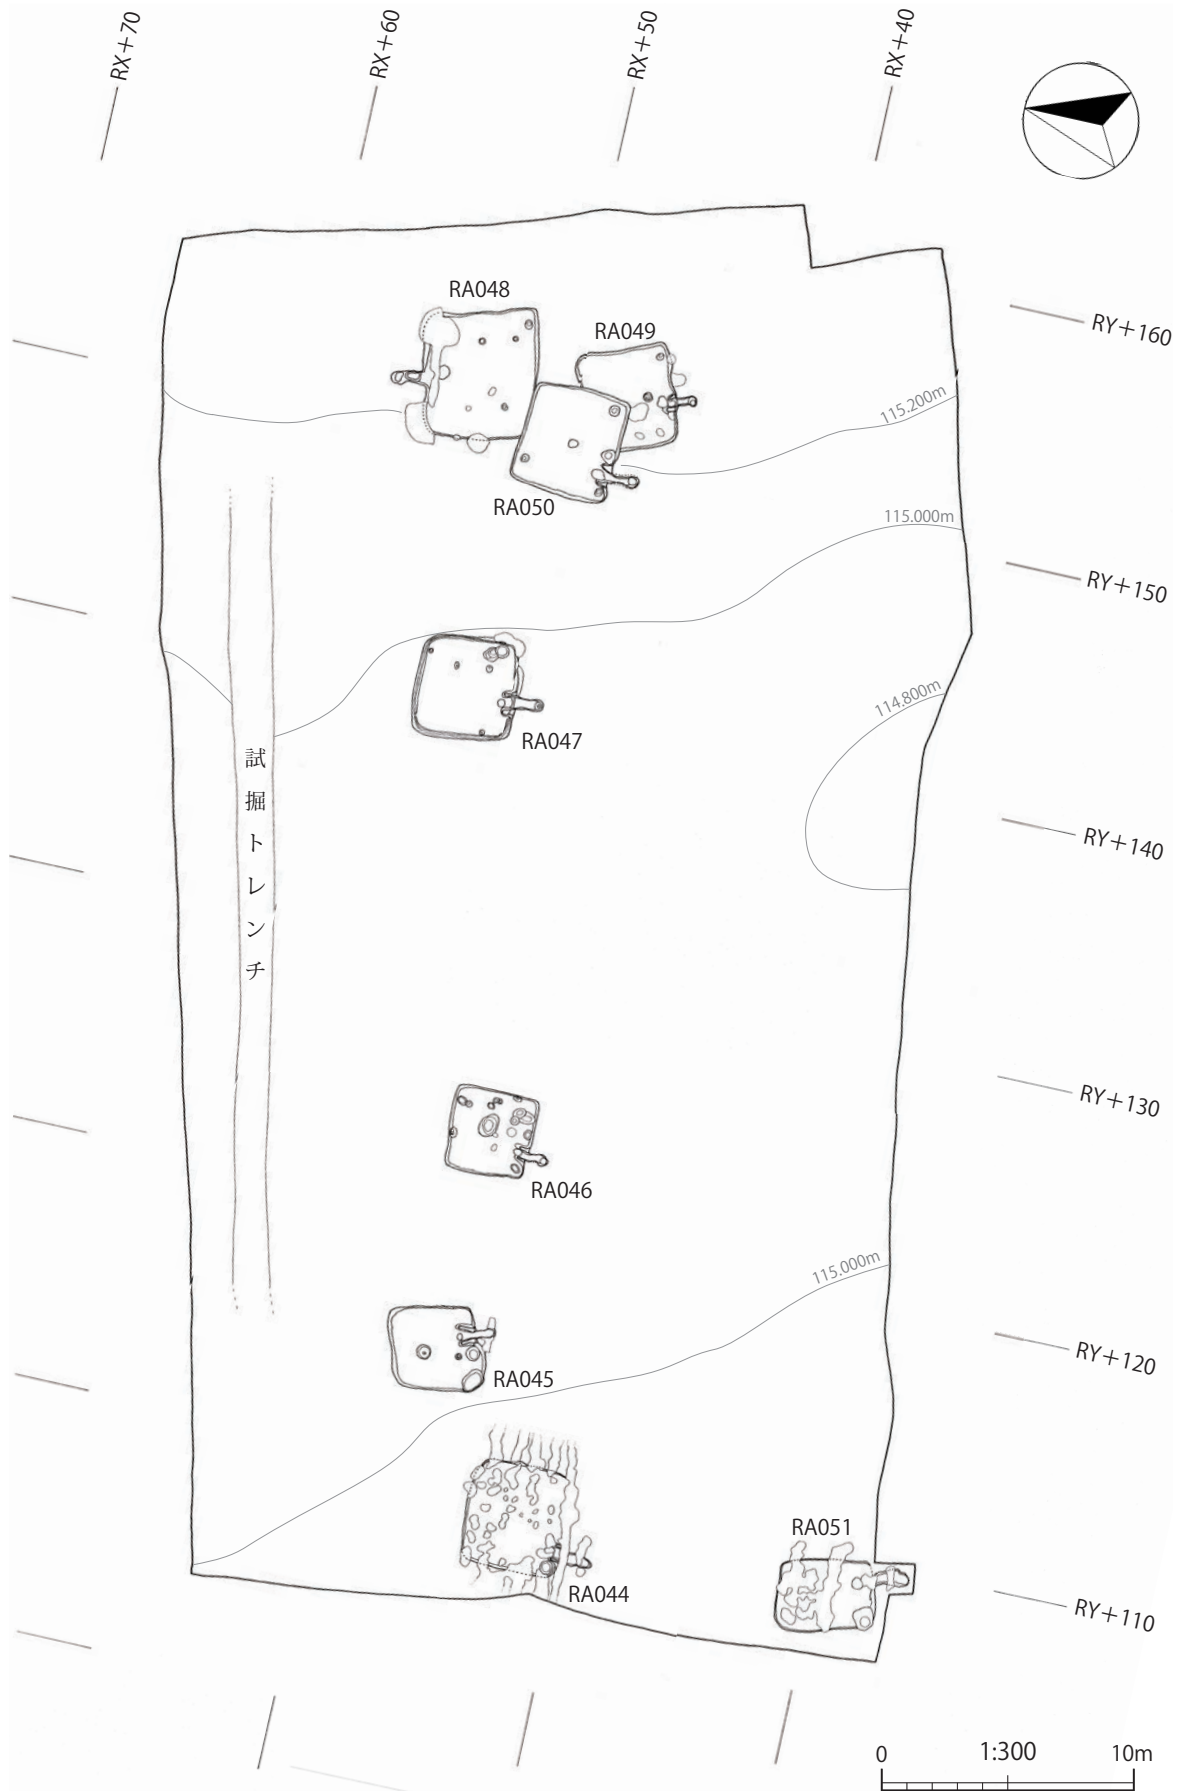 RX+70
RX+60
RX+50
RX+40
RA048
RA049
RY+160
115.200m
RA050
115.000m
RY+150
114.800m
RA047
試掘トレンチ
RY+140
RY+130
RA046
115.000m
RY+120
RA045
RA051
RA044
RY+110
0 1:300 10m